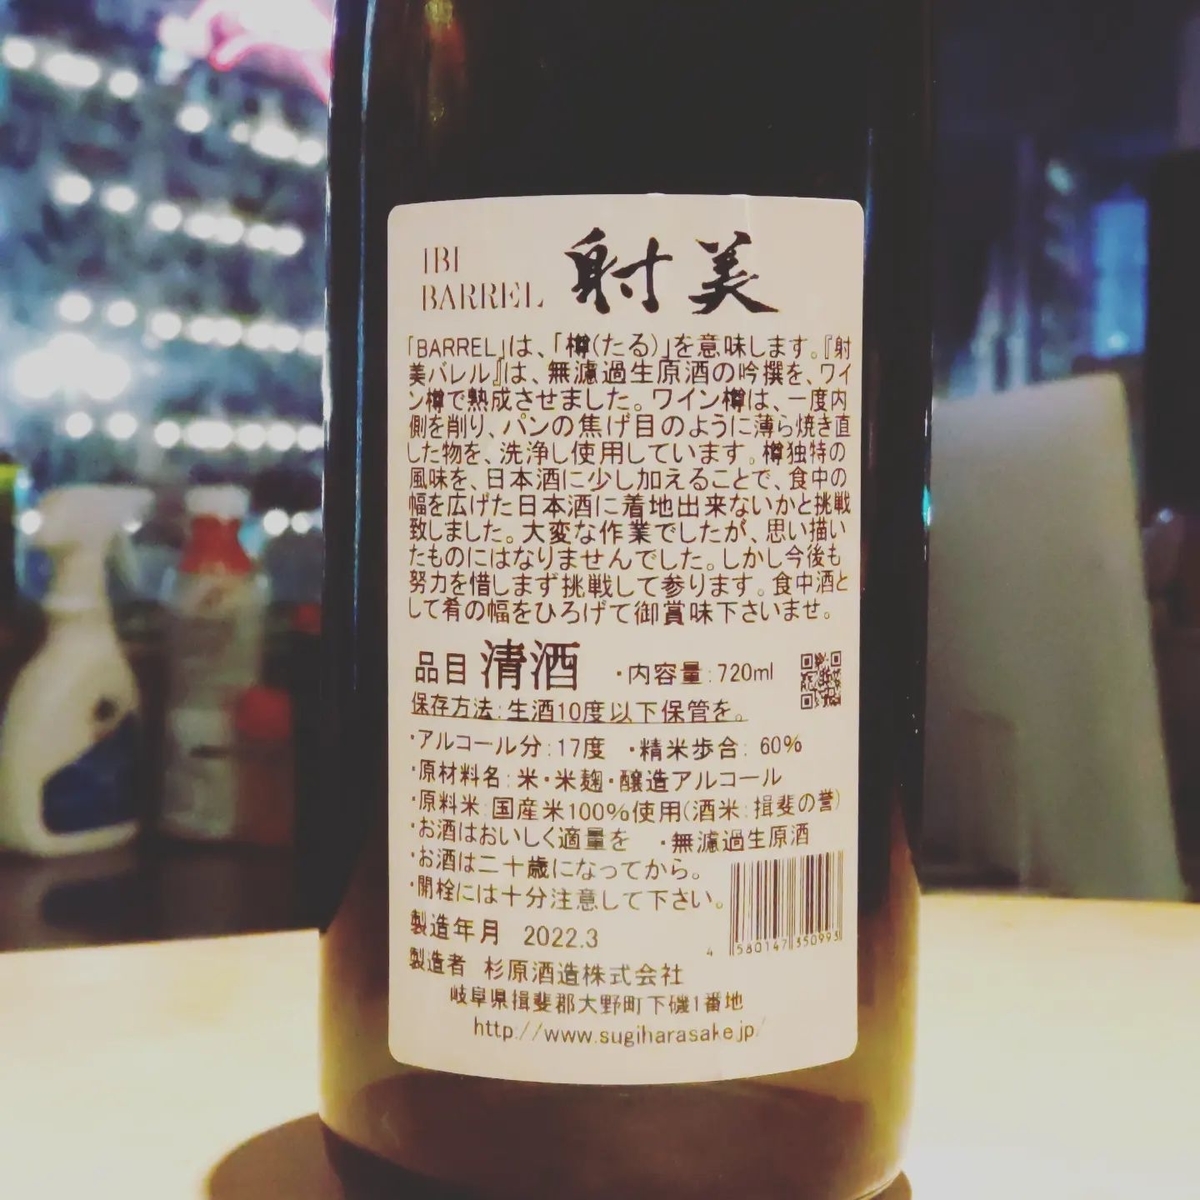 IBI
BARREL
射美
「BARREL」は、「樽(たる)」を意味します。『射
美バレル』は、無濾過生原酒の吟撰を、ワイ
ン樽で熟成させました。ワイン樽は、一度内
側を削り、パンの焦げ目のように薄ら焼き直
した物を、洗浄し使用しています。樽独特の
風味を、日本酒に少し加えることで、食中の
幅を広げた日本酒に着地出来ないかと挑戦
致しました。大変な作業でしたが、思い描い
たものにはなりませんでした。しかし今後も
努力を惜しまず挑戦して参ります。食中酒と
して肴の幅をひろげて御賞味下さいませ。
品目 清酒 ・内容量:720ml
保存方法:生酒10度以下保管を。
・アルコール分:17度 ・精米歩合:60%
・原材料名:米・米麹・醸造アルコール
・原料米:国産米100%使用(酒米:揖斐の誉)
・お酒はおいしく適量を ・無濾過生原酒
・お酒は二十歳になってから。
・開栓には十分注意して下さい。
製造年月 2022.3
4 580147 350993
製造者 杉原酒造株式会社
岐阜県揖斐郡大野町下磯1番地
http://www.sugiharasake.jp/